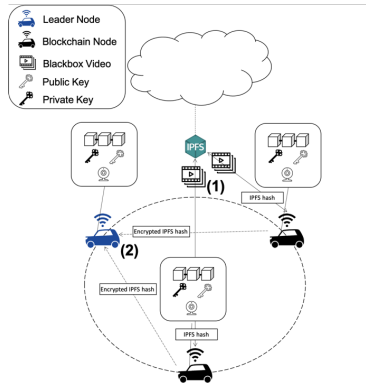 Leader Node
Blockchain Node
Blackbox Video
Public Key
Private Key
IPFS
(1)
IPFS hash
Encrypted IPFS hash
(2)
Encrypted IPFS hash
IPFS hash